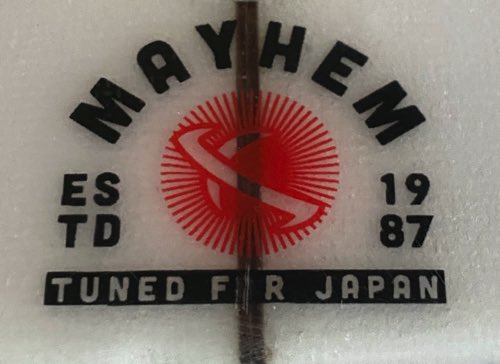 MAYHEM
ES 19
TD 87
TUNED FOR JAPAN